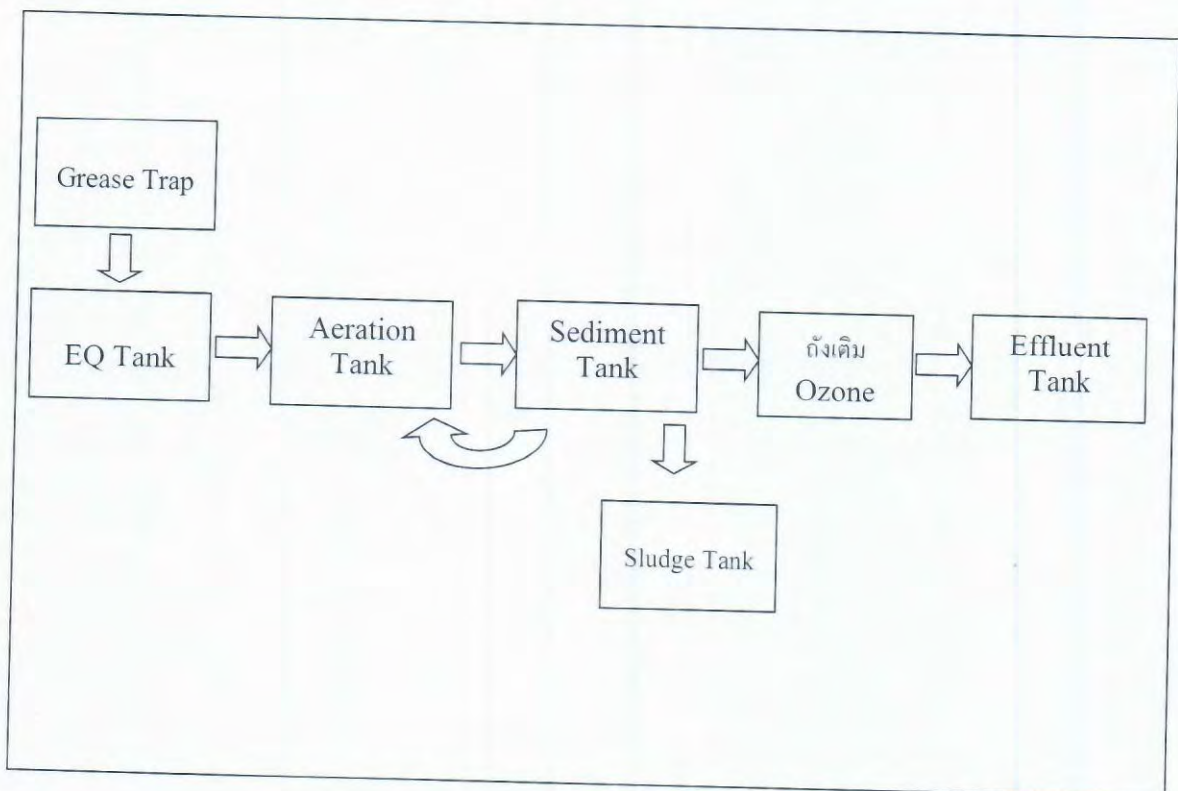 Grease Trap
EQ Tank
Aeration
Tank
Sediment
Tank
ถังเติม
Ozone
Effluent
Tank
Sludge Tank